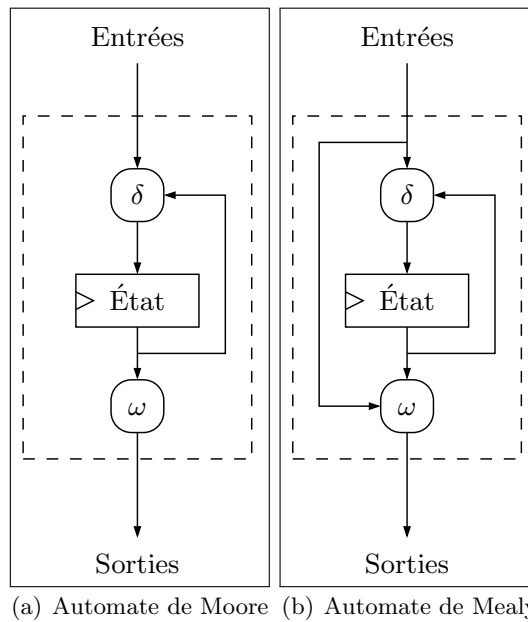 Entrées
δ
État
ω
Sorties
(a) Automate de Moore
Entrées
δ
État
ω
Sorties
(b) Automate de Mealy